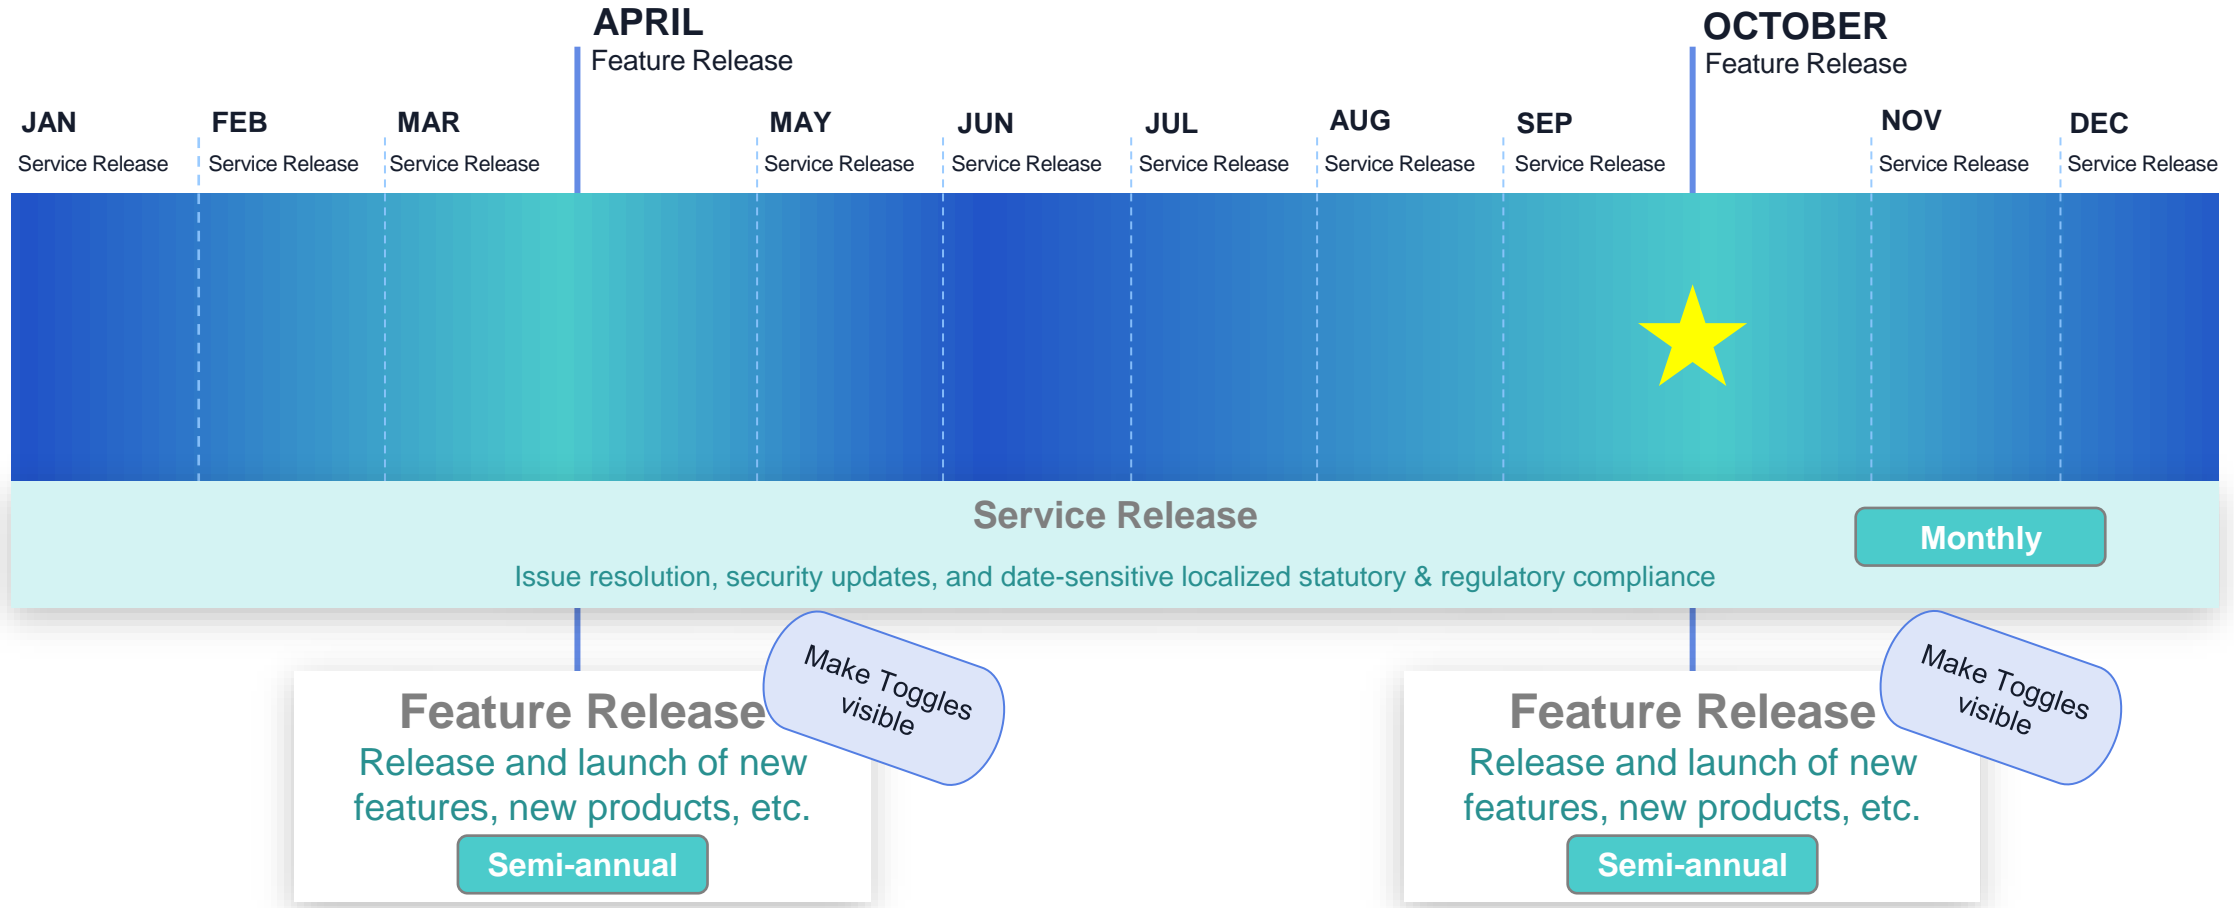 APRIL
Feature Release
OCTOBER
Feature Release
JAN
Service Release
FEB
Service Release
MAR
Service Release
MAY
Service Release
JUN
Service Release
JUL
Service Release
AUG
Service Release
SEP
Service Release
NOV
Service Release
DEC
Service Release
Service Release
Monthly
Issue resolution, security updates, and date-sensitive localized statutory & regulatory compliance
Feature Release
Release and launch of new
features, new products, etc.
Semi-annual
Make Toggles
visible
Feature Release
Release and launch of new
features, new products, etc.
Semi-annual
Make Toggles
visible